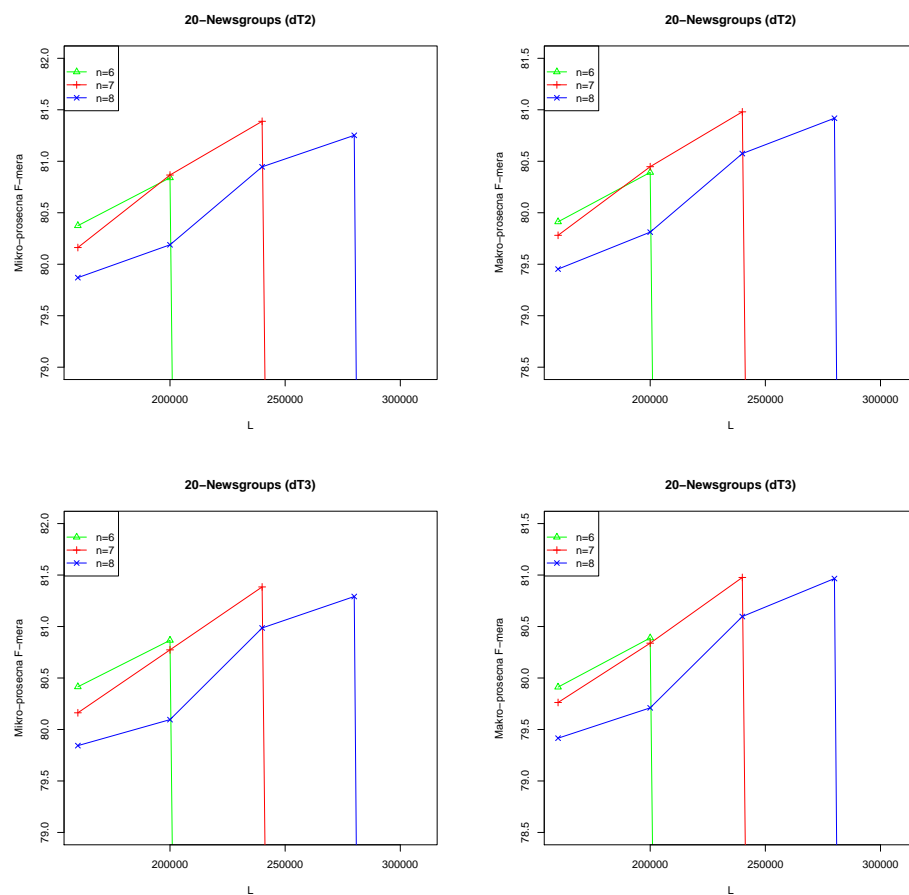 20−Newsgroups (dT2)
Mikro−prosecna F−mera
82.0
81.5
81.0
80.5
80.0
79.5
79.0
n=6
n=7
n=8
200000 250000 300000
L
20−Newsgroups (dT2)
Makro−prosecna F−mera
81.5
81.0
80.5
80.0
79.5
79.0
78.5
n=6
n=7
n=8
200000 250000 300000
L
20−Newsgroups (dT3)
Mikro−prosecna F−mera
82.0
81.5
81.0
80.5
80.0
79.5
79.0
n=6
n=7
n=8
200000 250000 300000
L
20−Newsgroups (dT3)
Makro−prosecna F−mera
81.5
81.0
80.5
80.0
79.5
79.0
78.5
n=6
n=7
n=8
200000 250000 300000
L